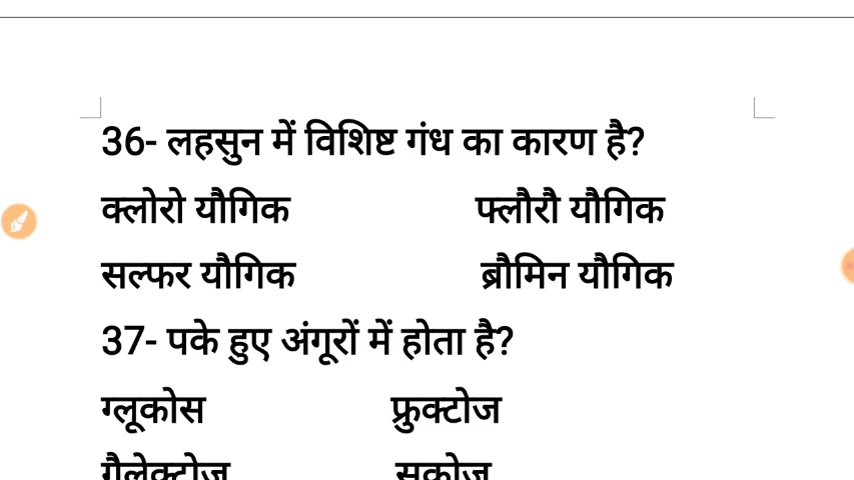 36- लहसुन में विशिष्ट गंध का कारण है?
क्लोरो यौगिक फ्लौरौ यौगिक
सल्फर यौगिक ब्रौमिन यौगिक
37- पके हुए अंगूरों में होता है?
ग्लूकोस फ्रुक्टोज
गैलेक्टोज सुक्रोज